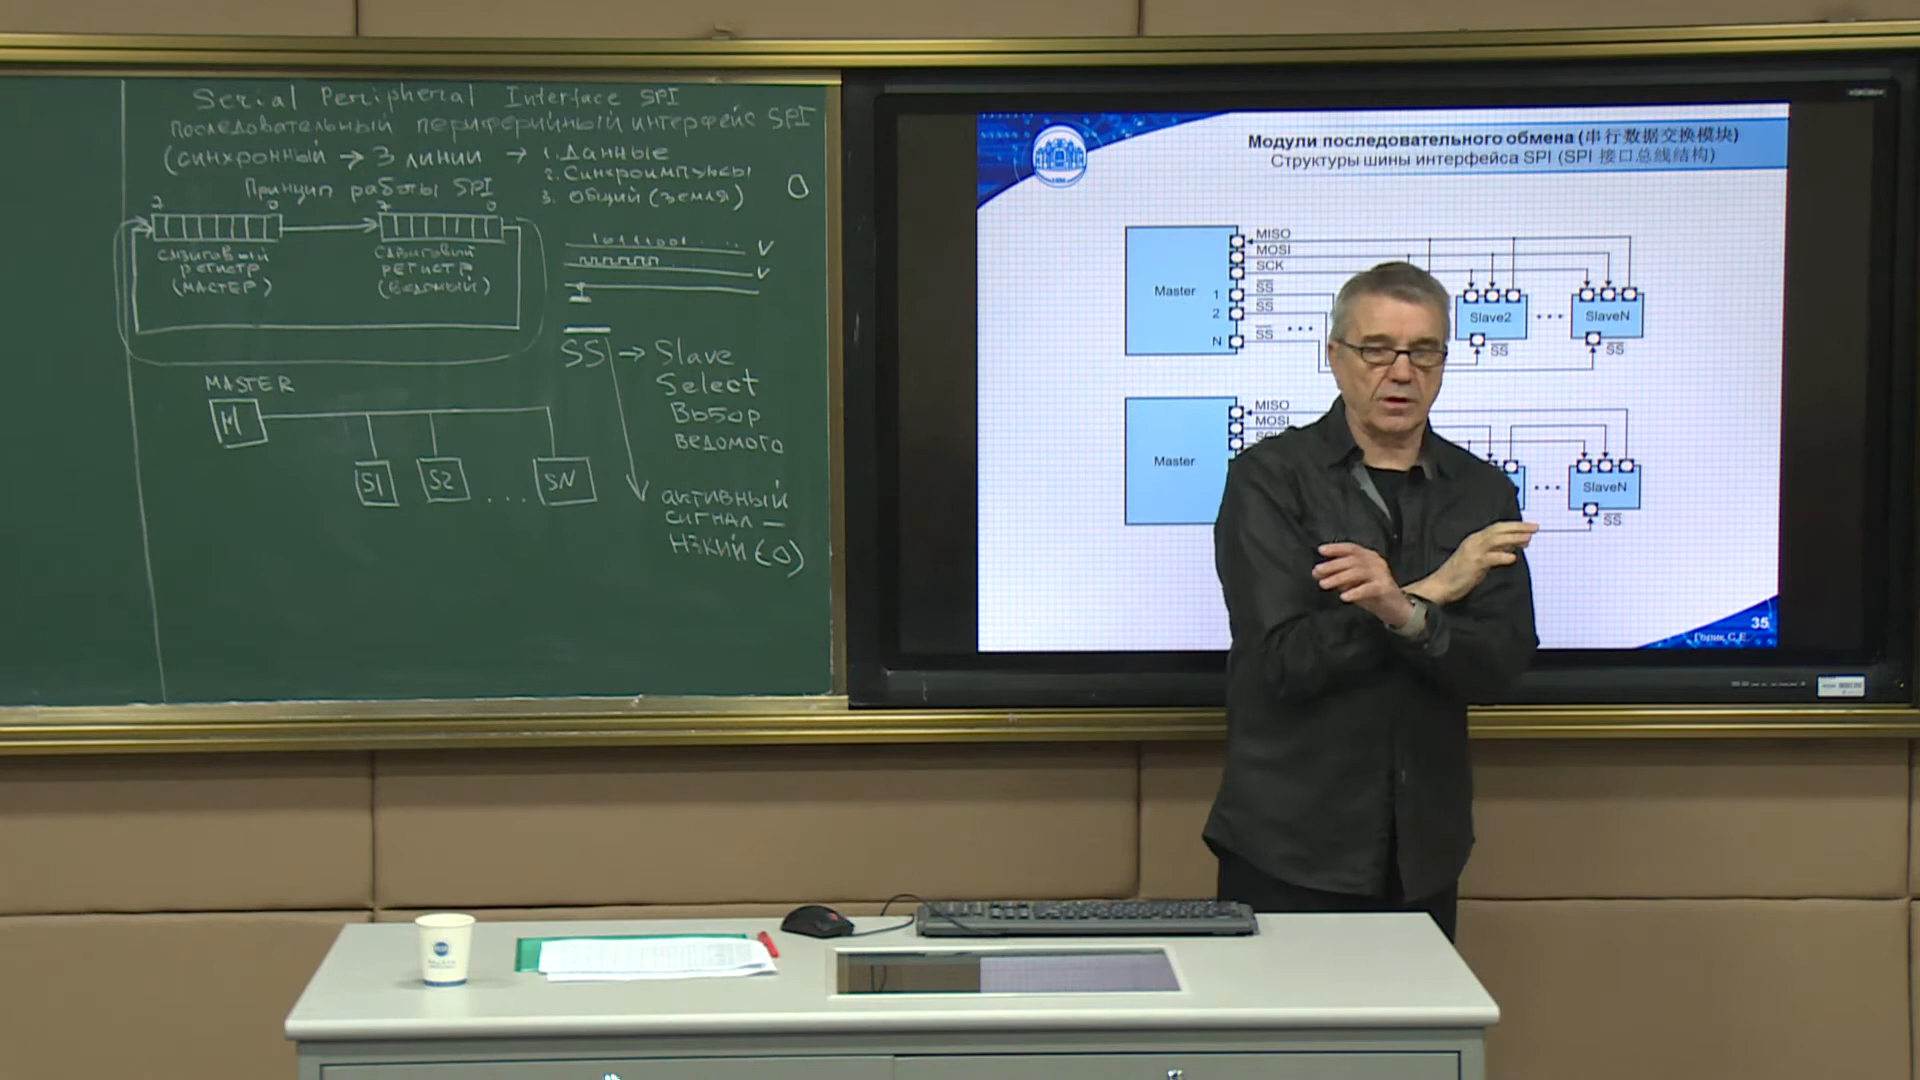 Serial Peripheral Interface SPI
последовательный периферийный интерфейс SPI
(синхронный → 3 линии → 1. Данные
2. Синхроимпульсы
3. Общий (земля)
0
Принцип работы SPI
7 0 7 0
сдвиговый регистр (МАСТЕР)
сдвиговый регистр (ведомый)
10111001 ....
V
V
SS → Slave
Select
Выбор
ведомого
активный
сигнал —
низкий (0)
MASTER
M
S1 S2 ... SN
Модули последовательного обмена (串行数据交换模块)
Структуры шины интерфейса SPI (SPI 接口总线结构)
MISO
MOSI
SCK
Master
1 SS
2 SS
N SS
Slave2 ... SlaveN
SS SS
MISO
MOSI
Master
... SlaveN
SS
35
Горин С.Е.